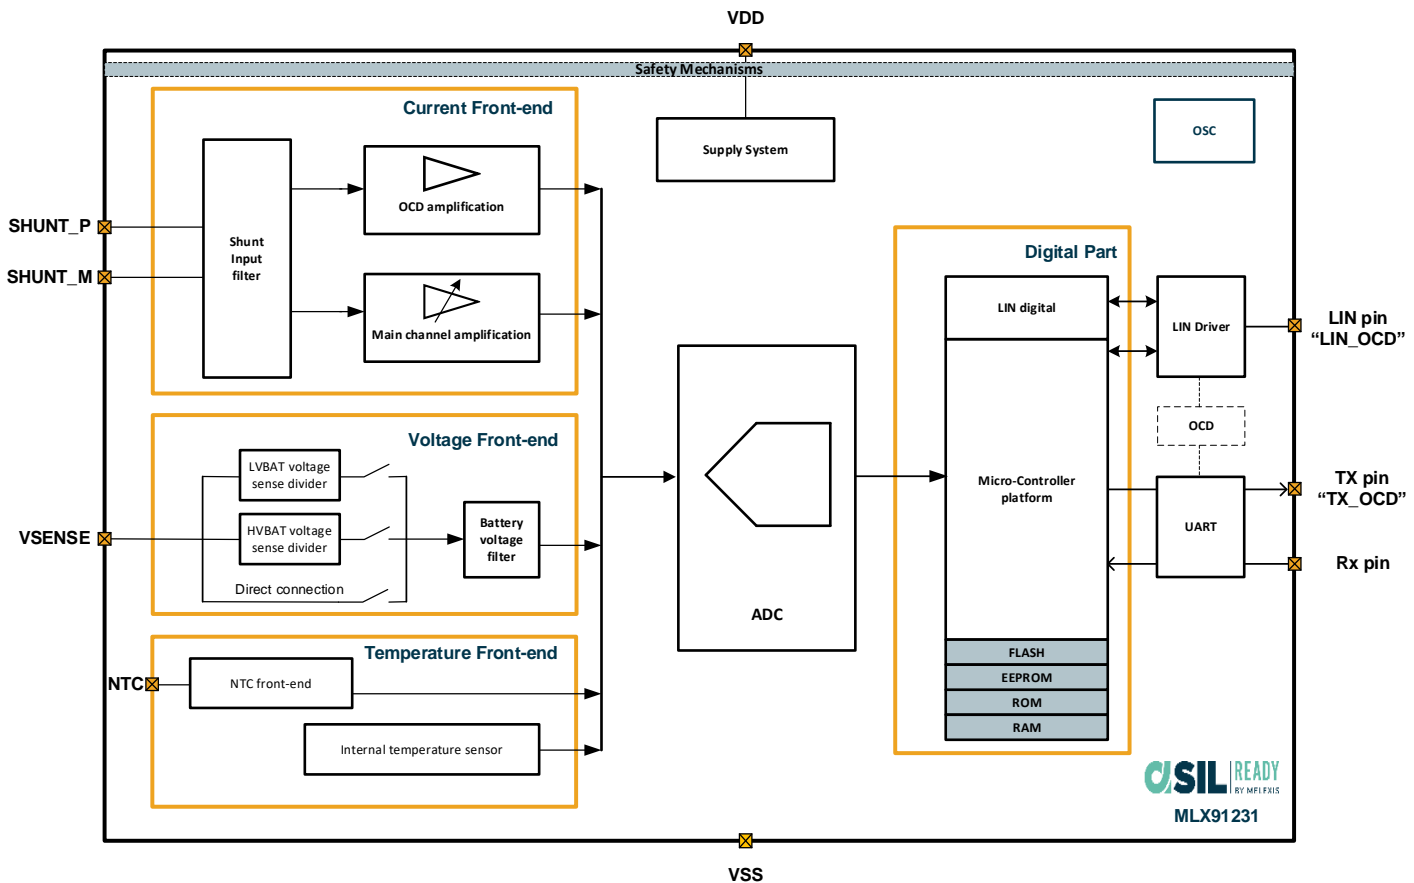 VDD
Safety Mechanisms
Current Front-end
OSC
Supply System
OCD amplification
SHUNT_P
SHUNT_M
Shunt
Input
filter
Main channel amplification
Digital Part
LIN digital
LIN Driver
LIN pin
“LIN_OCD”
Voltage Front-end
OCD
LVBAT voltage
sense divider
HVBAT voltage
sense divider
Direct connection
Battery
voltage
filter
VSENSE
Micro-Controller
platform
UART
TX pin
“TX_OCD”
Rx pin
ADC
Temperature Front-end
NTC
NTC front-end
Internal temperature sensor
FLASH
EEPROM
ROM
RAM
aSIL READY
BY MELEXIS
MLX91231
VSS